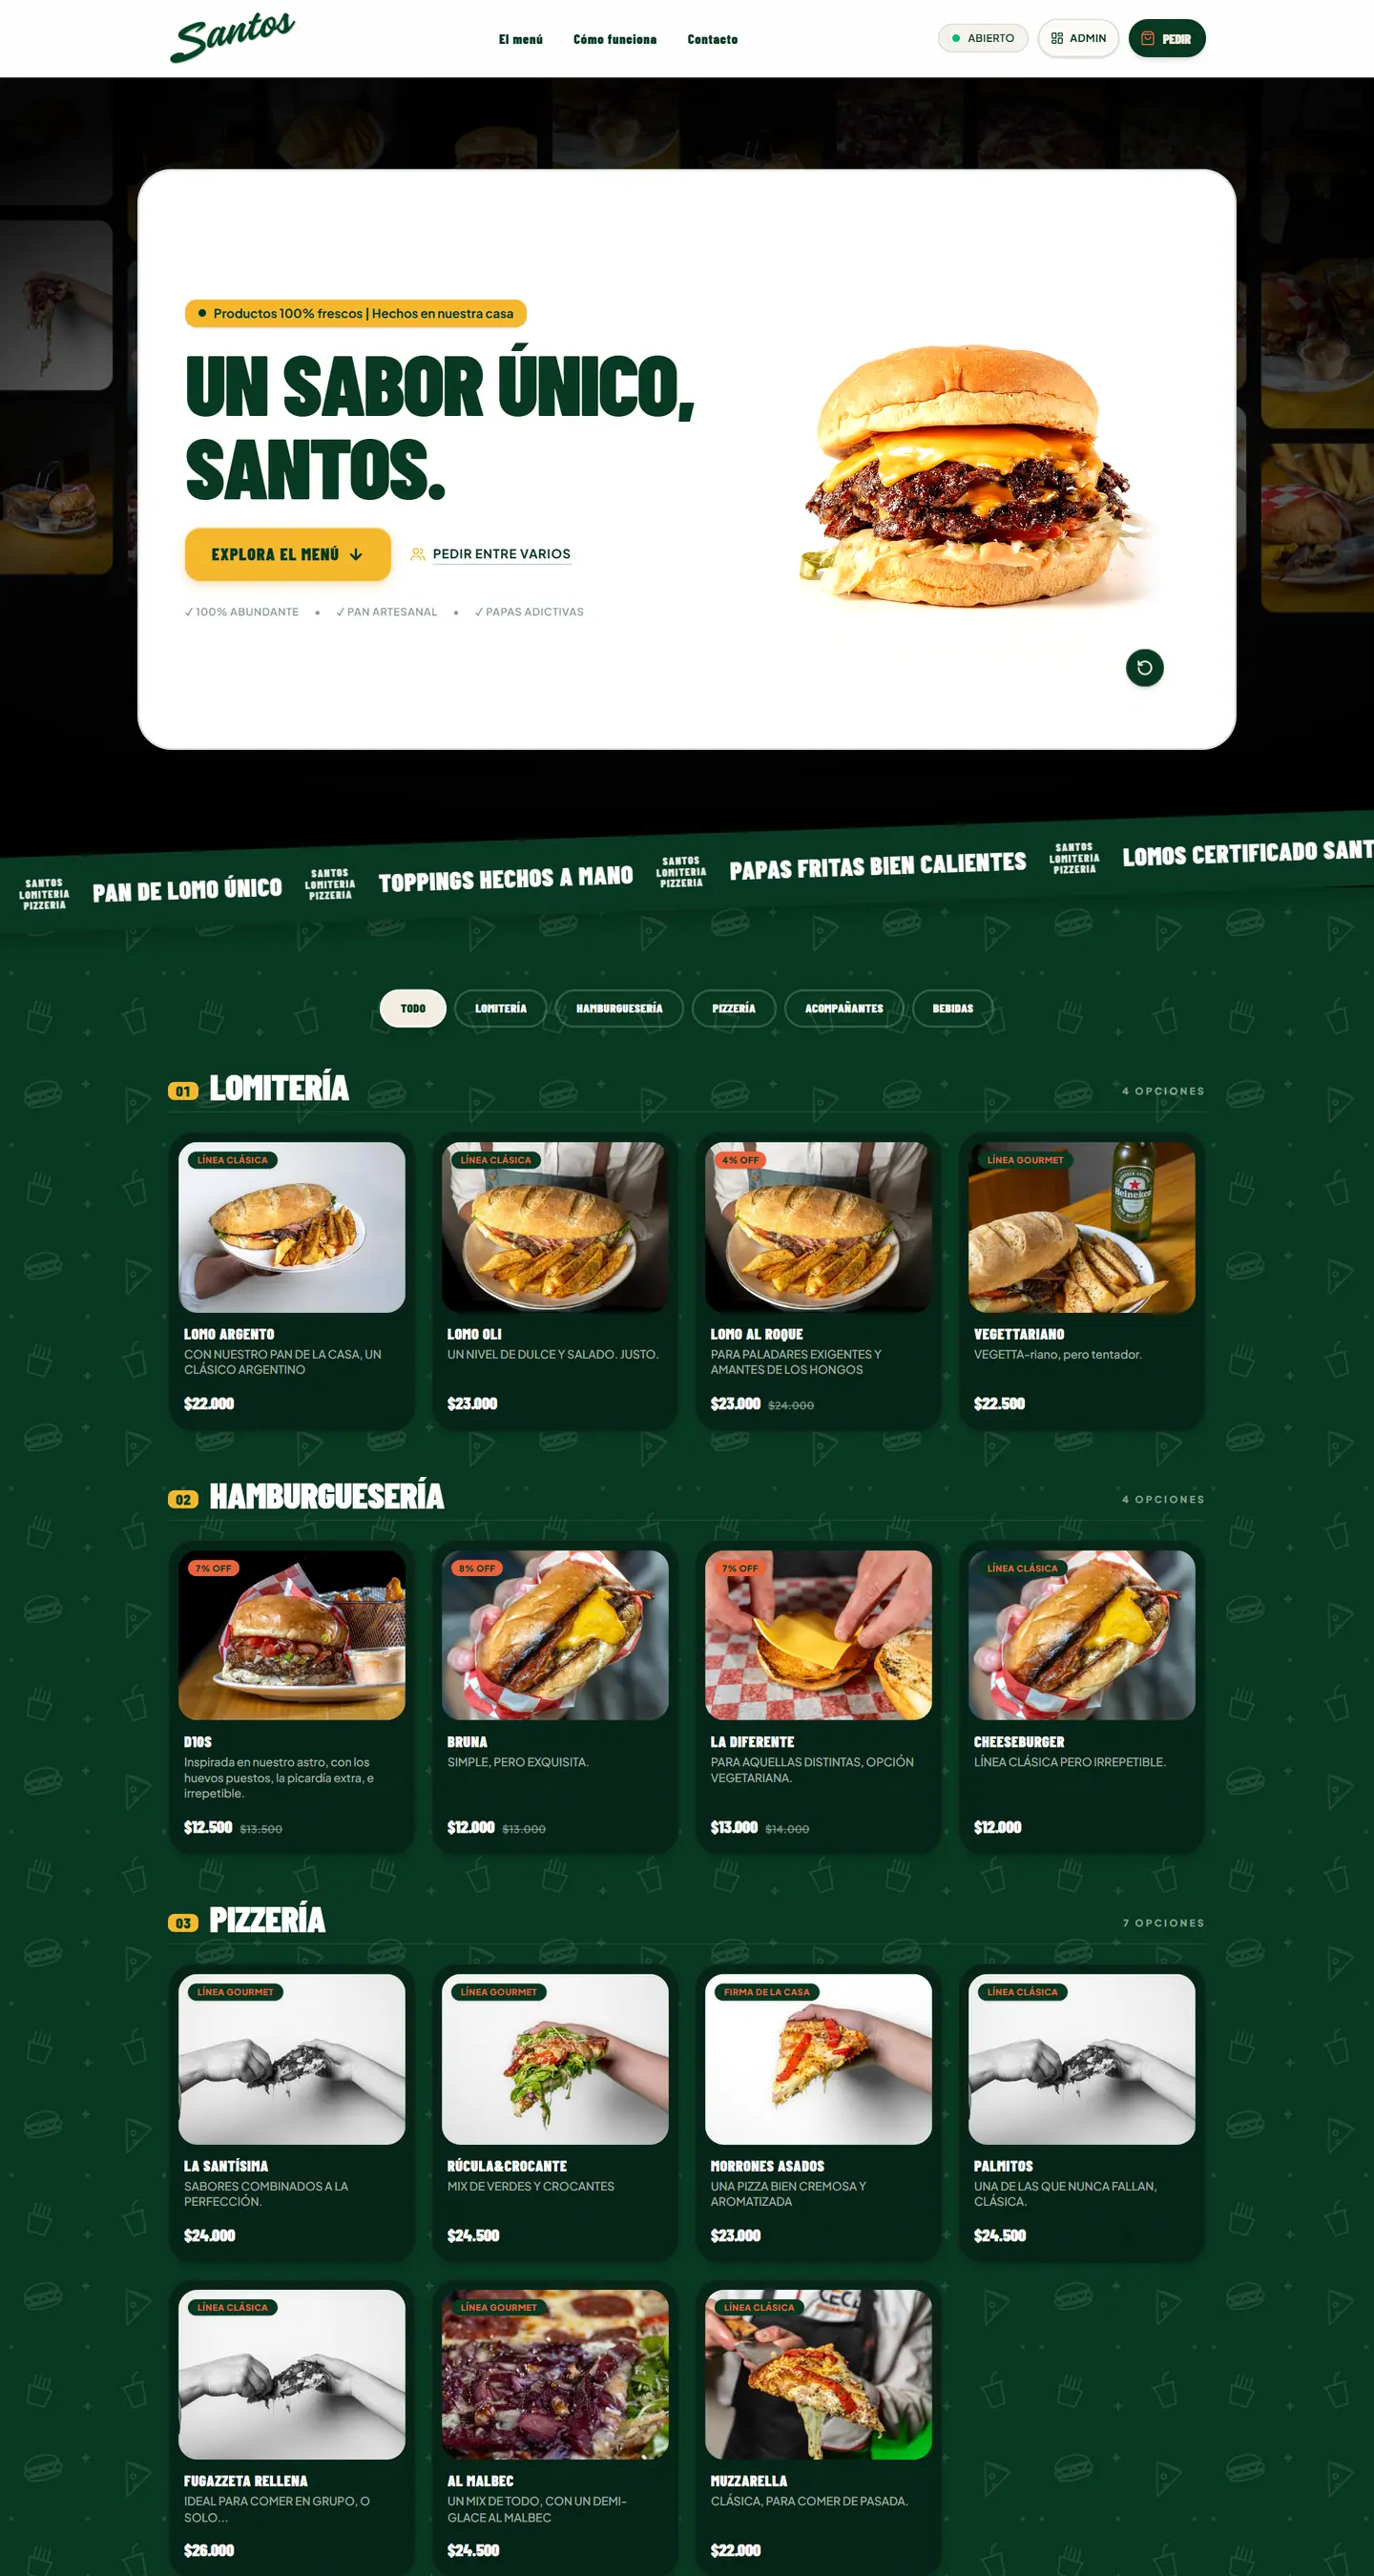 Santos
El menú
Cómo funciona
Contacto
ABIERTO
ADMIN
PEDIR
Productos 100% frescos | Hechos en nuestra casa
UN SABOR ÚNICO,
SANTOS.
EXPLORA EL MENÚ ↓
PEDIR ENTRE VARIOS
✓ 100% ABUNDANTE • ✓ PAN ARTESANAL • ✓ PAPAS ADICTIVAS
SANTOS
LOMITERIA
PIZZERIA
PAN DE LOMO ÚNICO
SANTOS
LOMITERIA
PIZZERIA
TOPPINGS HECHOS A MANO
SANTOS
LOMITERIA
PIZZERIA
PAPAS FRITAS BIEN CALIENTES
SANTOS
LOMITERIA
PIZZERIA
LOMOS CERTIFICADO SANT
TODO
LOMITERÍA
HAMBURGUESERÍA
PIZZERÍA
ACOMPAÑANTES
BEBIDAS
01 LOMITERÍA
4 OPCIONES
LÍNEA CLÁSICA
LOMO ARGENTO
CON NUESTRO PAN DE LA CASA, UN
CLÁSICO ARGENTINO
$22.000
LÍNEA CLÁSICA
LOMO OLI
UN NIVEL DE DULCE Y SALADO. JUSTO.
$23.000
4% OFF
LOMO AL ROQUE
PARA PALADARES EXIGENTES Y
AMANTES DE LOS HONGOS
$23.000 $24.000
LÍNEA GOURMET
Heineken
VEGETTARIANO
VEGETTA-riano, pero tentador.
$22.500
02 HAMBURGUESERÍA
4 OPCIONES
7% OFF
D10S
Inspirada en nuestro astro, con los
huevos puestos, la picardía extra, e
irrepetible.
$12.500 $13.500
8% OFF
BRUNA
SIMPLE, PERO EXQUISITA.
$12.000 $13.000
7% OFF
LA DIFERENTE
PARA AQUELLAS DISTINTAS, OPCIÓN
VEGETARIANA.
$13.000 $14.000
LÍNEA CLÁSICA
CHEESEBURGER
LÍNEA CLÁSICA PERO IRREPETIBLE.
$12.000
03 PIZZERÍA
7 OPCIONES
LÍNEA GOURMET
LA SANTÍSIMA
SABORES COMBINADOS A LA
PERFECCIÓN.
$24.000
LÍNEA GOURMET
RÚCULA&CROCANTE
MIX DE VERDES Y CROCANTES
$24.500
FIRMA DE LA CASA
MORRONES ASADOS
UNA PIZZA BIEN CREMOSA Y
AROMATIZADA
$23.000
LÍNEA CLÁSICA
PALMITOS
UNA DE LAS QUE NUNCA FALLAN,
CLÁSICA.
$24.500
LÍNEA CLÁSICA
FUGAZZETA RELLENA
IDEAL PARA COMER EN GRUPO, O
SOLO...
$26.000
LÍNEA GOURMET
AL MALBEC
UN MIX DE TODO, CON UN DEMI-
GLACE AL MALBEC
$24.500
LÍNEA CLÁSICA
MUZZARELLA
CLÁSICA, PARA COMER DE PASADA.
$22.000